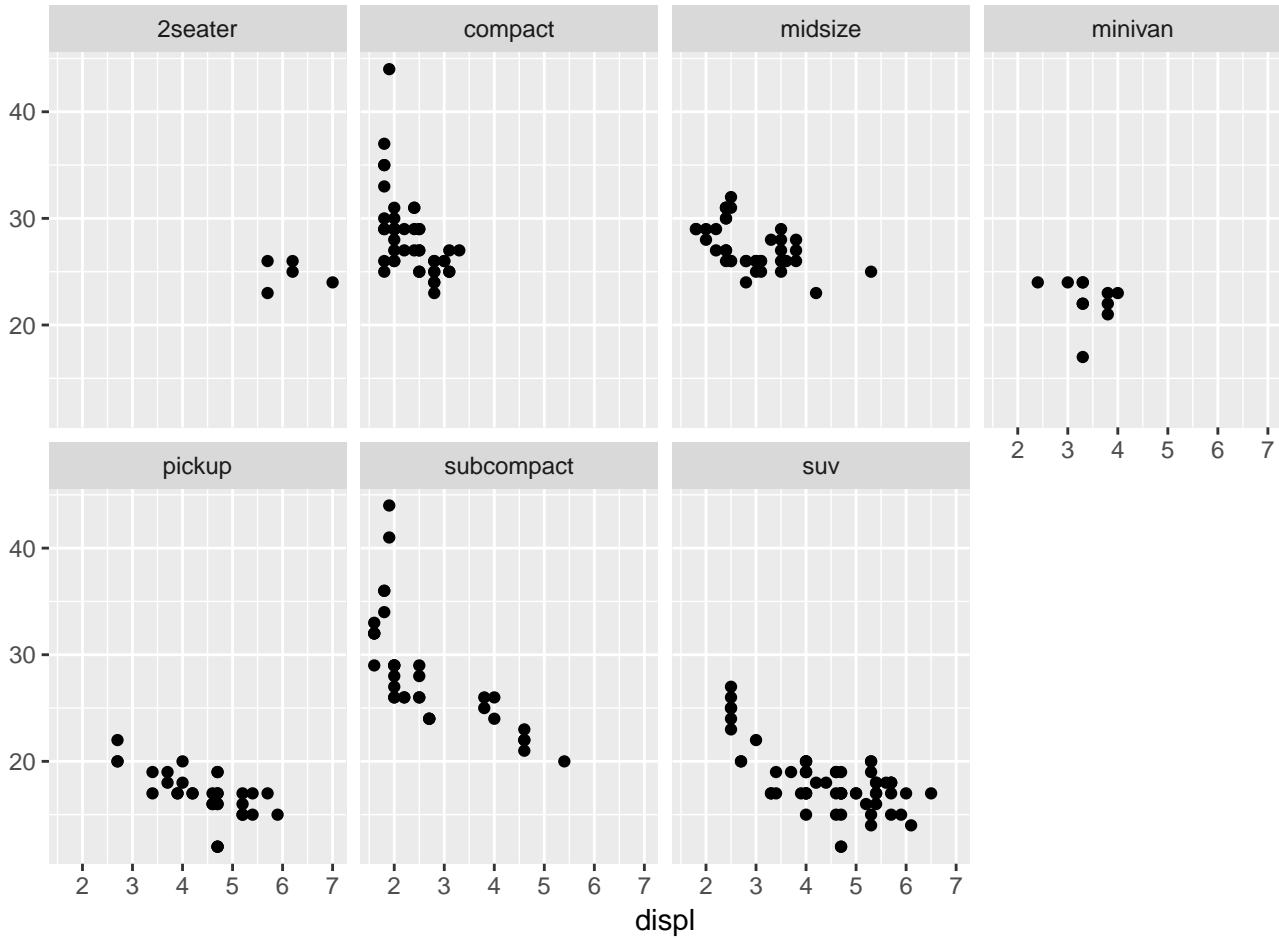 2seater compact midsize minivan
40
30
20
2 3 4 5 6 7
pickup subcompact suv
40
30
20
2 3 4 5 6 7 2 3 4 5 6 7 2 3 4 5 6 7
displ